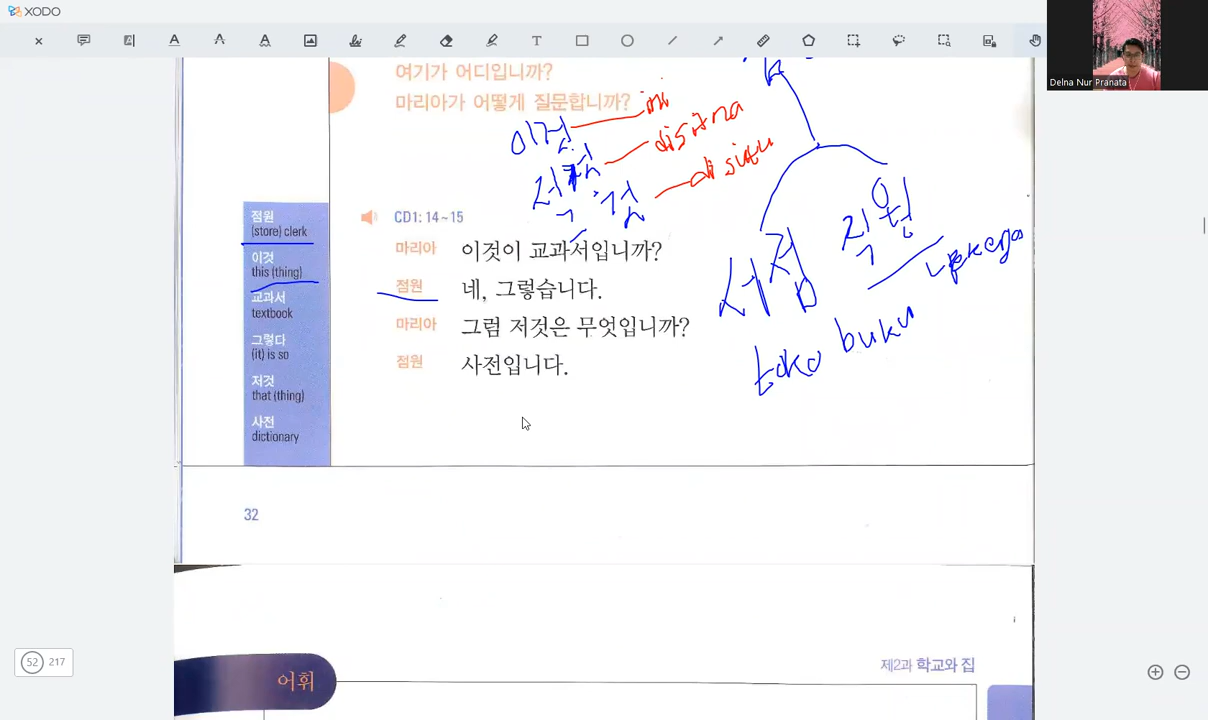 XODO
Delna Nur Pranata
여기가 어디입니까?
마리아가 어떻게 질문합니까?
이것
ini
disana
disitu
서점
직원
pekerja
toko buku
점원
(store) clerk
이것
this (thing)
교과서
textbook
그렇다
(it) is so
저것
that (thing)
사전
dictionary
CD1: 14~15
마리아 이것이 교과서입니까?
점원 네, 그렇습니다.
마리아 그럼 저것은 무엇입니까?
점원 사전입니다.
32
52 217
제2과 학교와 집
어휘